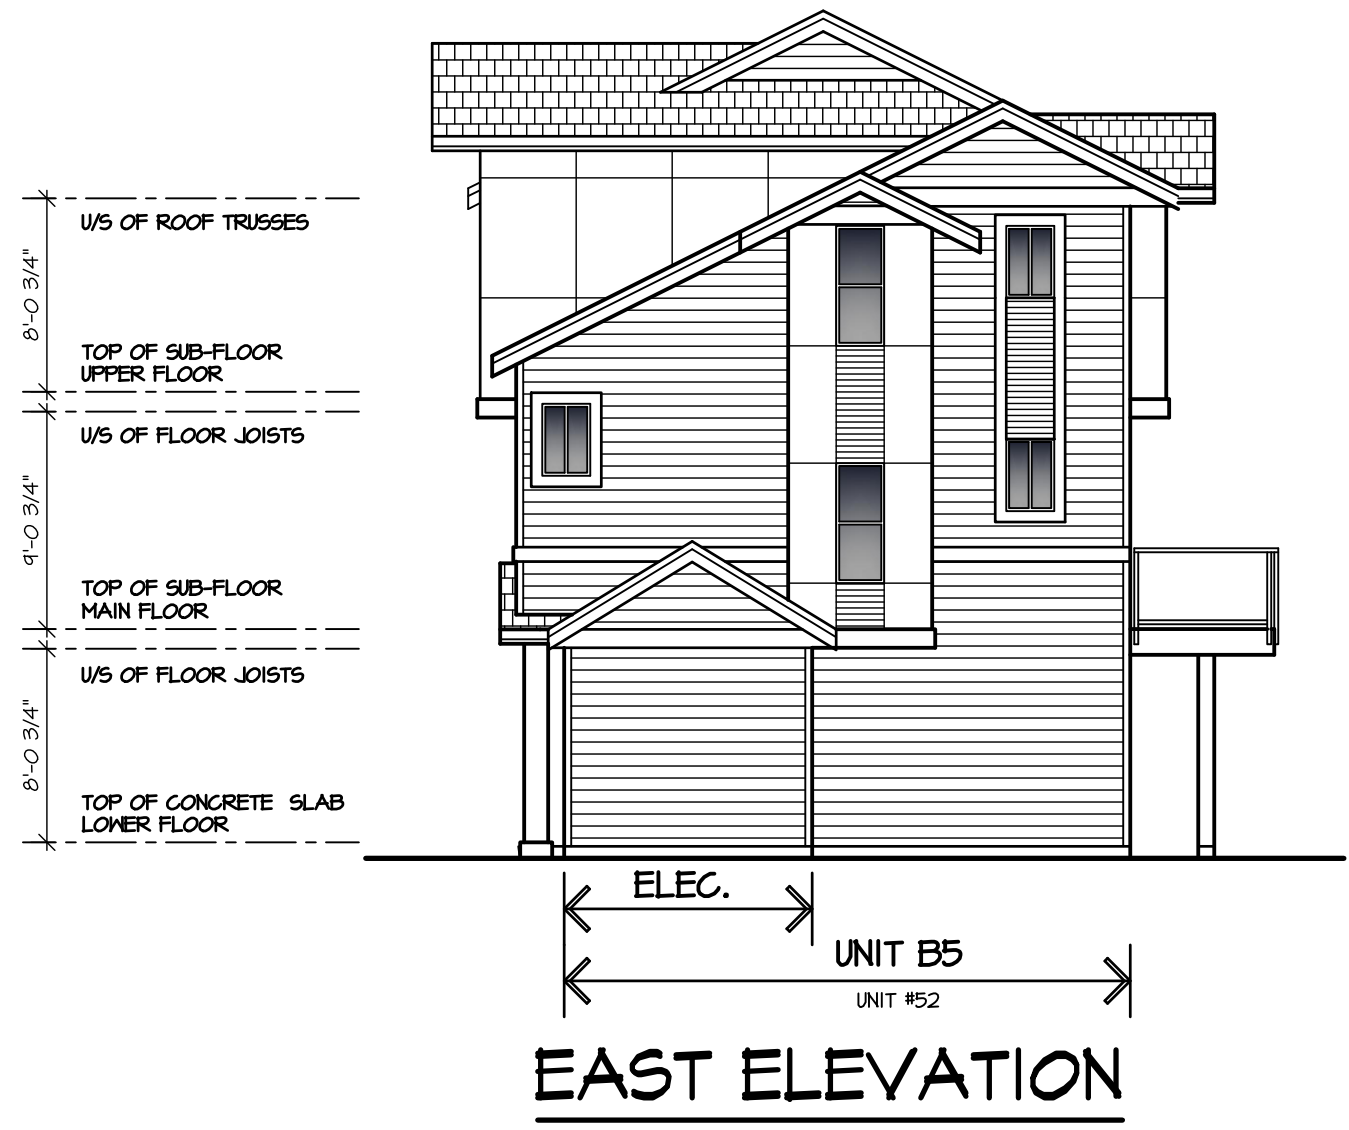 U/S OF ROOF TRUSSES
8'-0 3/4"
TOP OF SUB-FLOOR
UPPER FLOOR
U/S OF FLOOR JOISTS
9'-0 3/4"
TOP OF SUB-FLOOR
MAIN FLOOR
U/S OF FLOOR JOISTS
8'-0 3/4"
TOP OF CONCRETE SLAB
LOWER FLOOR
ELEC.
UNIT B5
UNIT #52
EAST ELEVATION